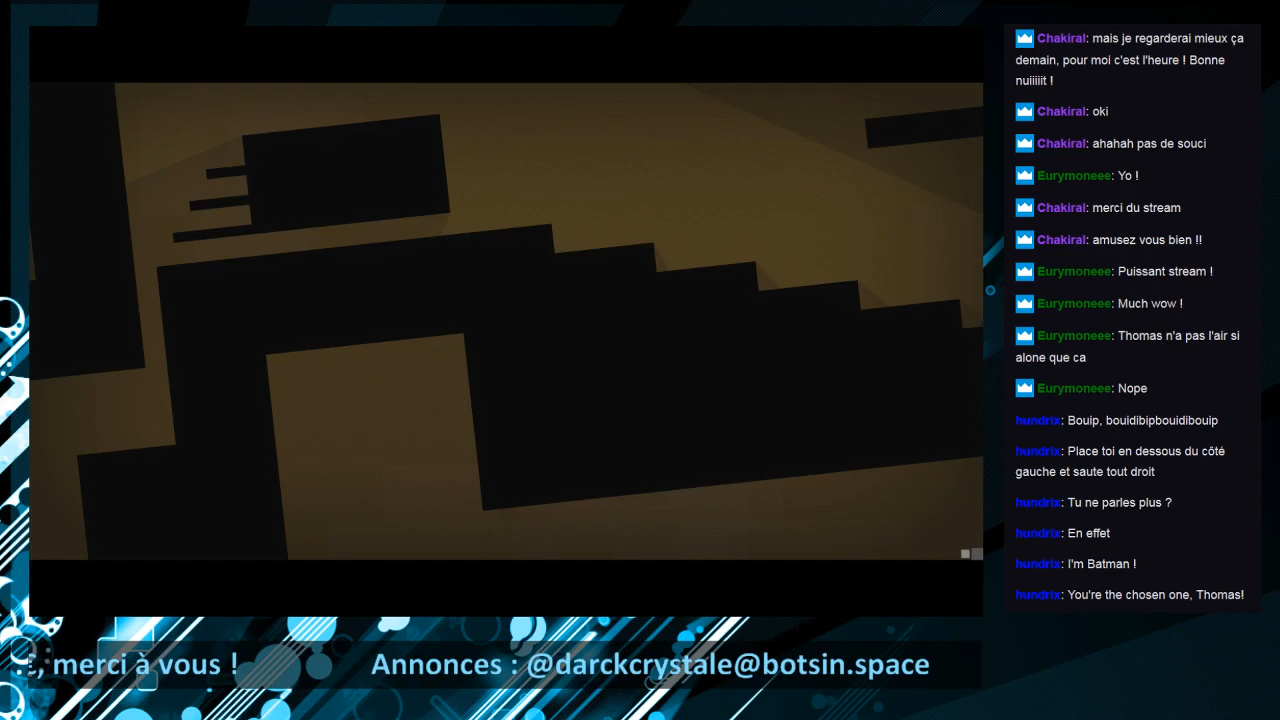 Chakiral: mais je regarderai mieux ça
demain, pour moi c'est l'heure ! Bonne
nuiiiiit !
Chakiral: oki
Chakiral: ahahah pas de souci
Eurymoneee: Yo !
Chakiral: merci du stream
Chakiral: amusez vous bien !!
Eurymoneee: Puissant stream !
Eurymoneee: Much wow !
Eurymoneee: Thomas n'a pas l'air si
alone que ca
Eurymoneee: Nope
hundrix: Bouip, bouidibipbouidibouip
hundrix: Place toi en dessous du côté
gauche et saute tout droit
hundrix: Tu ne parles plus ?
hundrix: En effet
hundrix: I'm Batman !
hundrix: You're the chosen one, Thomas!
, merci à vous ! Annonces : @darckcrystale@botsin.space